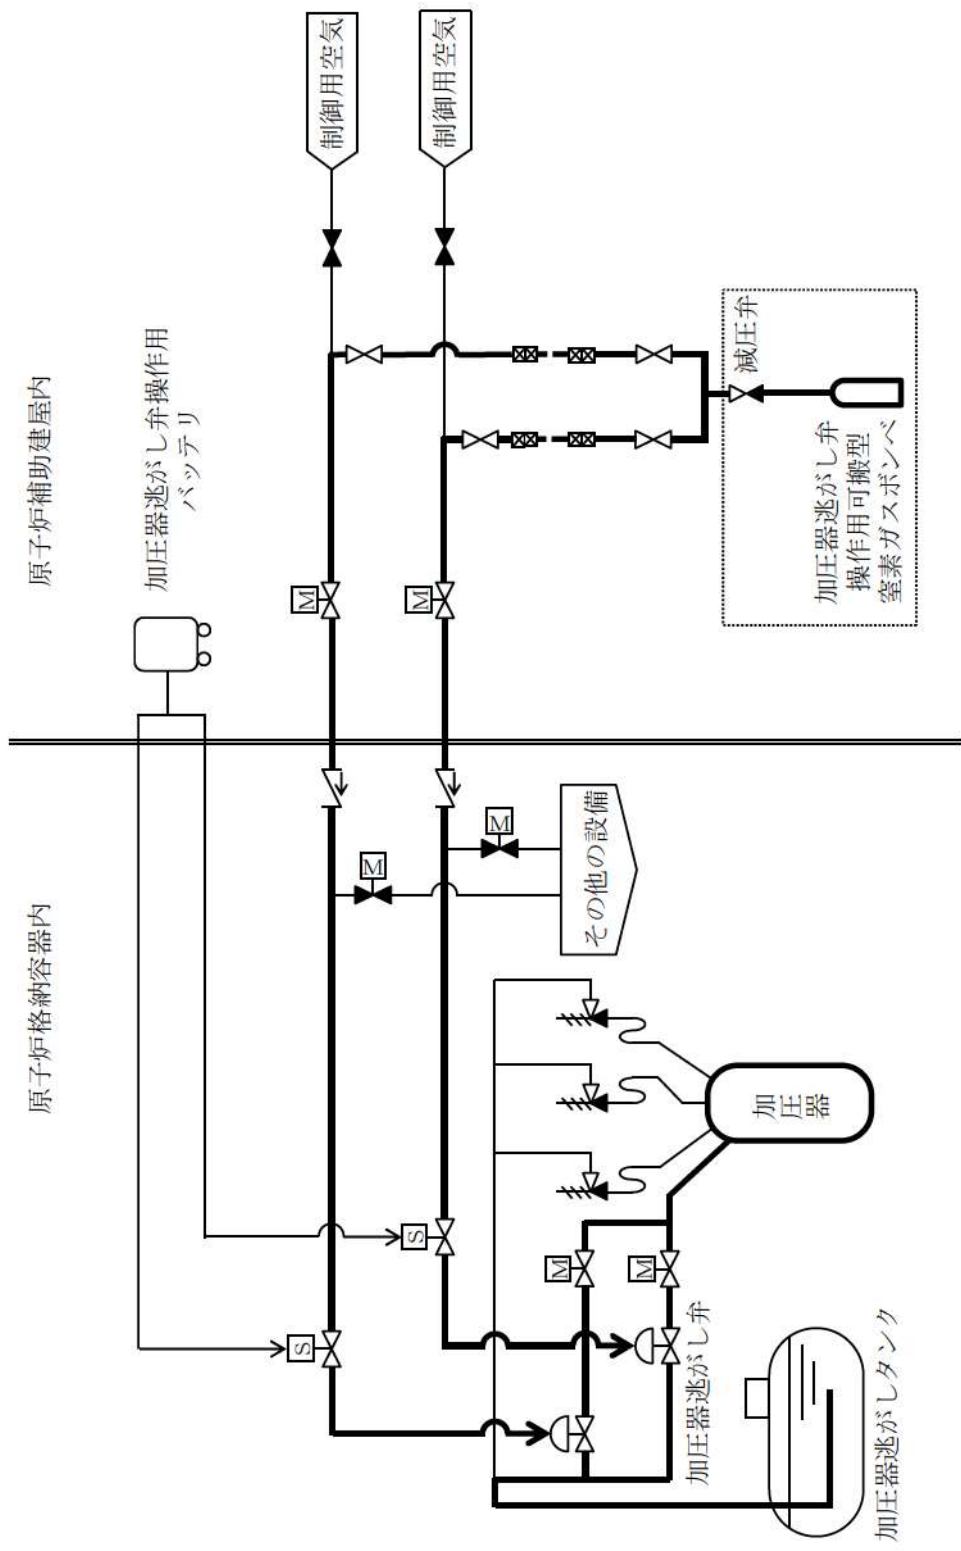 原子炉格納容器内
原子炉補助建屋内
加圧器逃がし弁操作用
バッテリ
S
M
制御用空気
M
S
M
制御用空気
M
M
その他の設備
M
加圧器逃がし弁
減圧弁
加圧器
加圧器逃がし弁
操作用可搬型
窒素ガスボンベ
加圧器逃がしタンク